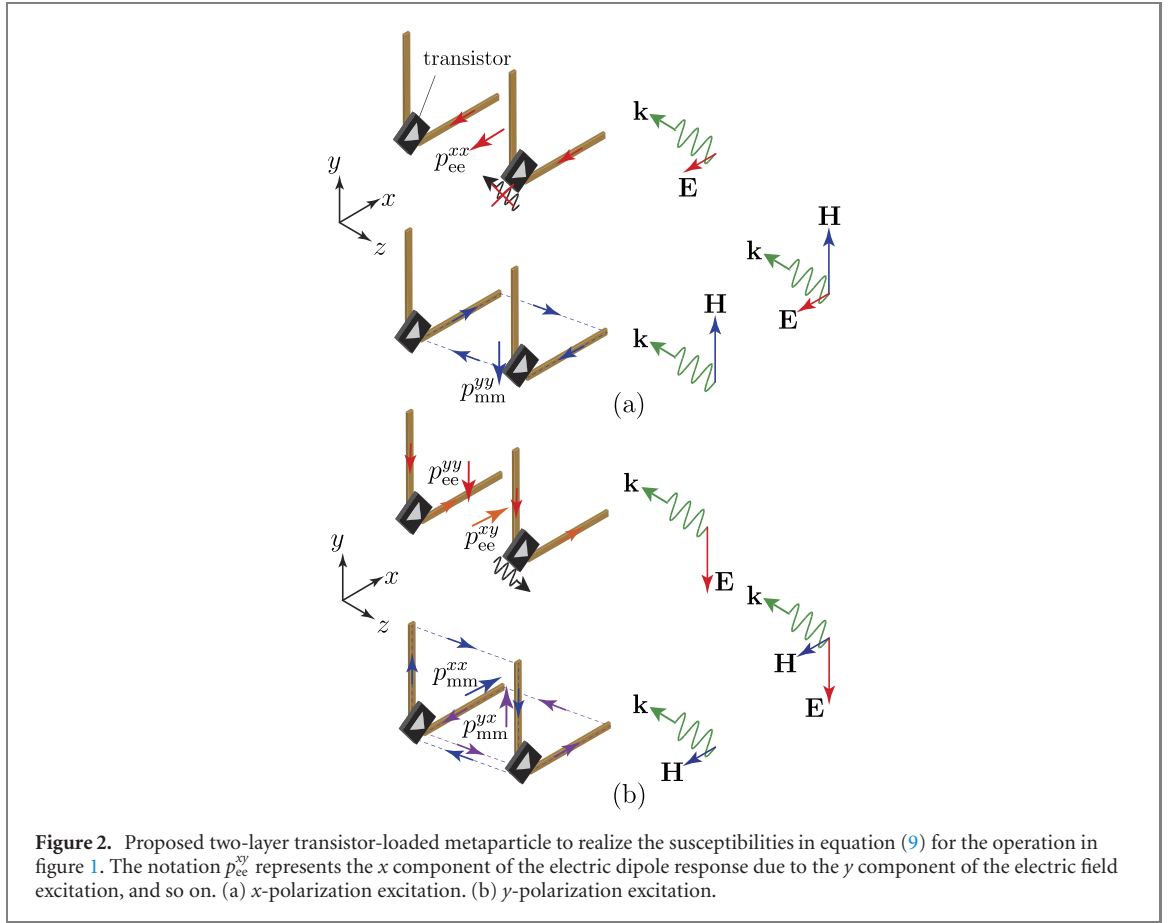 transistor
k
p_ee^xx
E
y
x
z
H
k
E
H
k
p_mm^yy
(a)
p_ee^yy
k
p_ee^xy
y
x
z
E
k
H
E
p_mm^xx
p_mm^yx
k
H
(b)
Figure 2. Proposed two-layer transistor-loaded metaparticle to realize the susceptibilities in equation (9) for the operation in
figure 1. The notation p_ee^xy represents the x component of the electric dipole response due to the y component of the electric field
excitation, and so on. (a) x-polarization excitation. (b) y-polarization excitation.